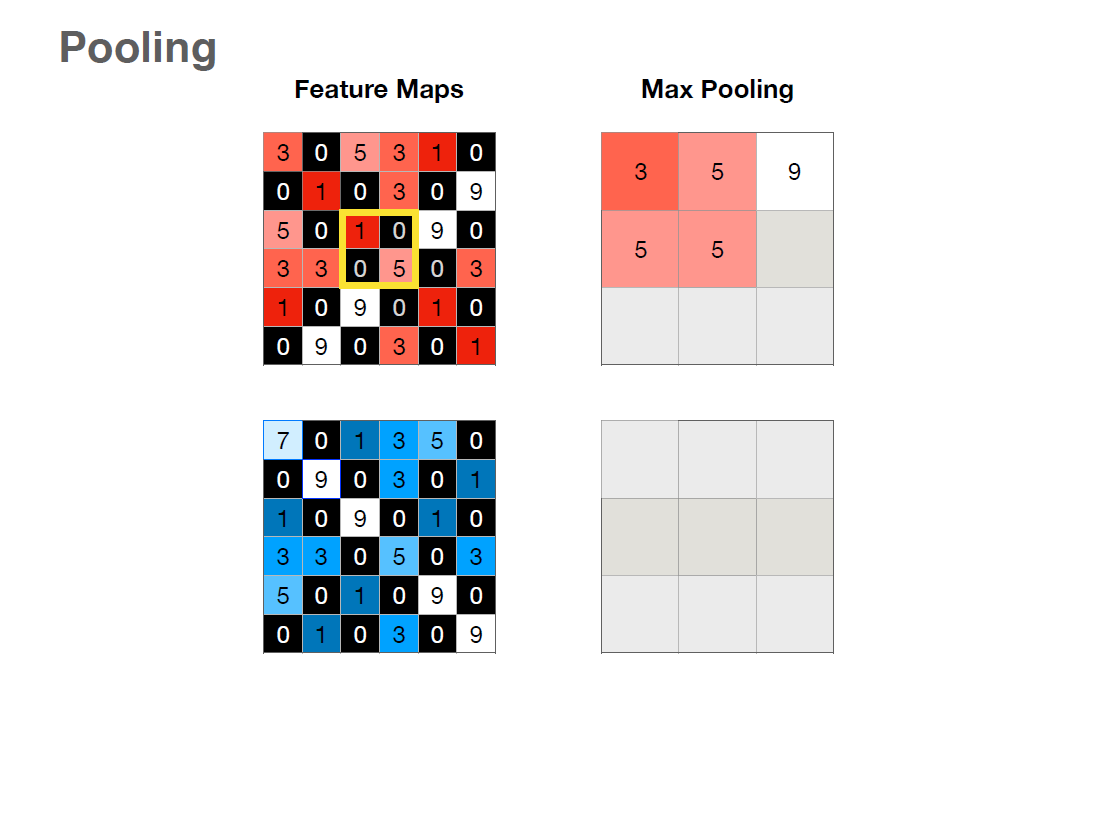 Pooling
Feature Maps Max Pooling
3 0 5 3 1 0
0 1 0 3 0 9
3 5 9
5 0 1 0 9 0
3 3 0 5 0 3
5 5
1 0 9 0 1 0
0 9 0 3 0 1
7 0 1 3 5 0
0 9 0 3 0 1
1 0 9 0 1 0
3 3 0 5 0 3
5 0 1 0 9 0
0 1 0 3 0 9